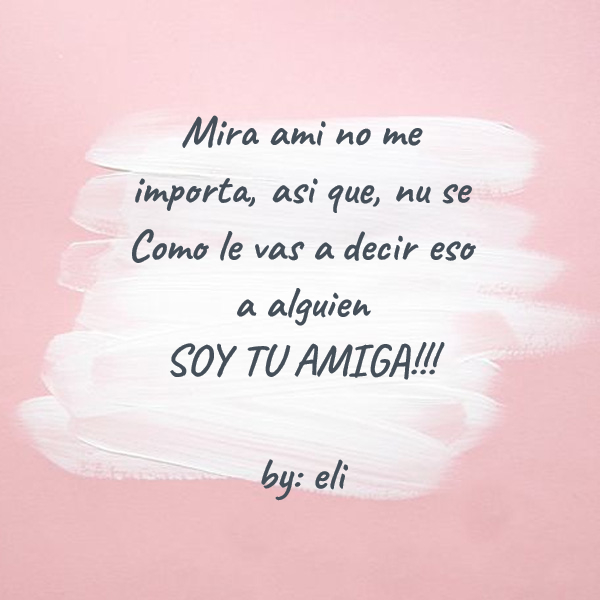 Mira ami no me
importa, asi que, nu se
Como le vas a decir eso
a alguien
SOY TU AMIGA!!!
by: eli